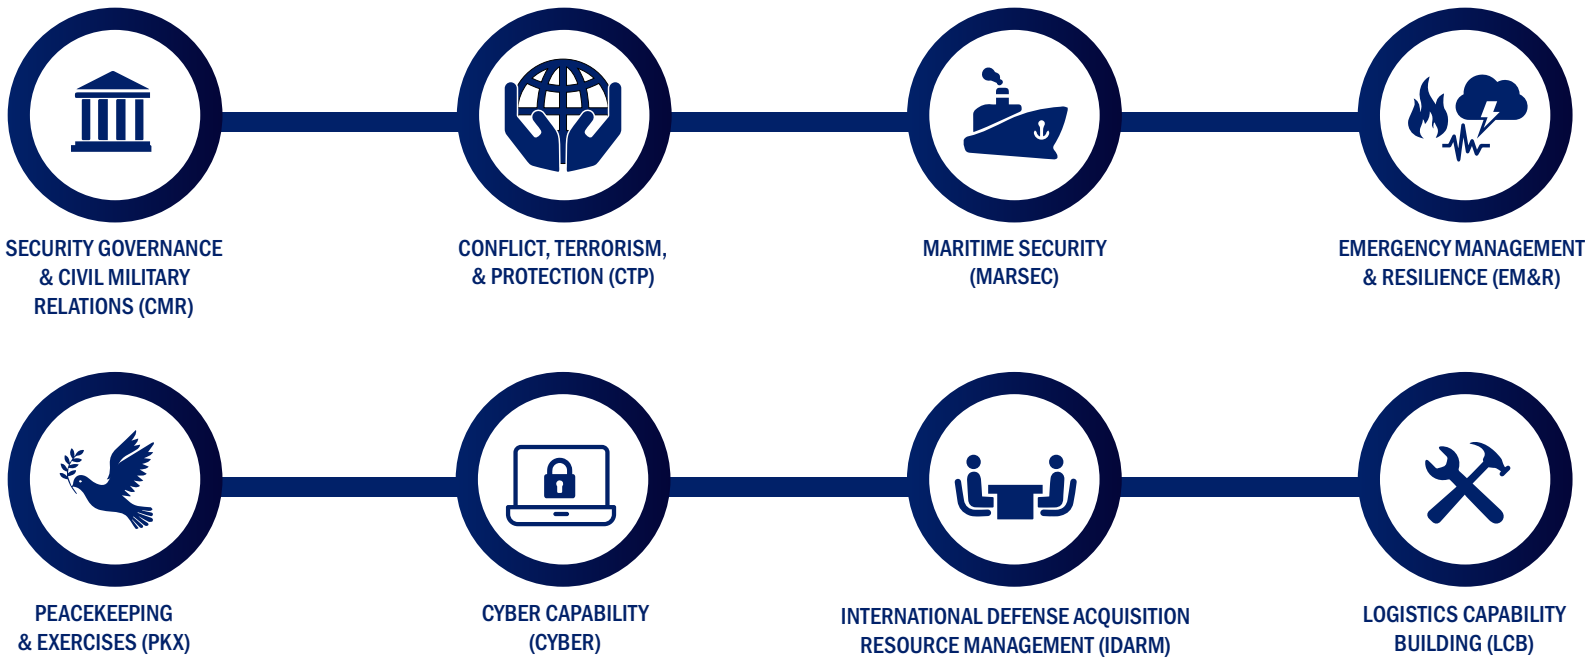 SECURITY GOVERNANCE
& CIVIL MILITARY
RELATIONS (CMR)
CONFLICT, TERRORISM,
& PROTECTION (CTP)
MARITIME SECURITY
(MARSEC)
EMERGENCY MANAGEMENT
& RESILIENCE (EM&R)
PEACEKEEPING
& EXERCISES (PKX)
CYBER CAPABILITY
(CYBER)
INTERNATIONAL DEFENSE ACQUISITION
RESOURCE MANAGEMENT (IDARM)
LOGISTICS CAPABILITY
BUILDING (LCB)